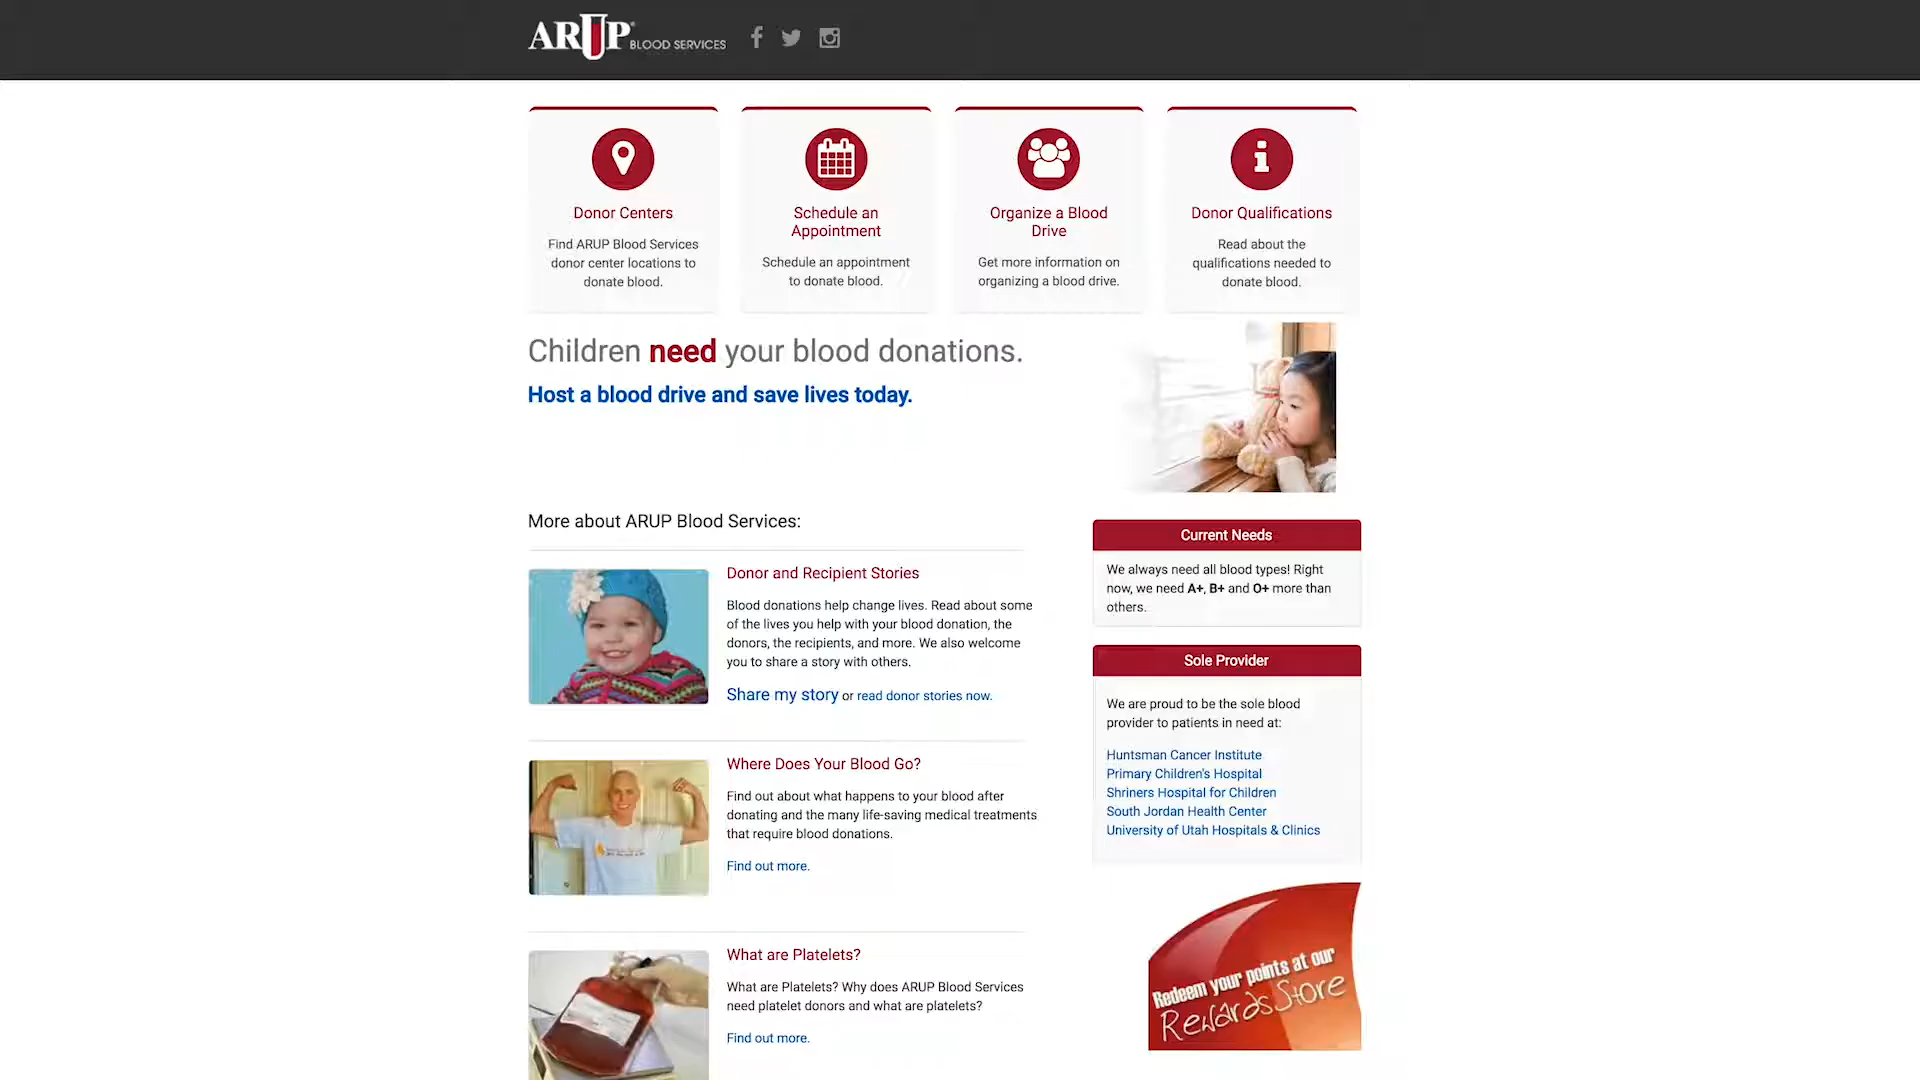 ARUP® BLOOD SERVICES
Donor Centers
Find ARUP Blood Services
donor center locations to
donate blood.
Schedule an
Appointment
Schedule an appointment
to donate blood.
Organize a Blood
Drive
Get more information on
organizing a blood drive.
Donor Qualifications
Read about the
qualifications needed to
donate blood.
Children need your blood donations.
Host a blood drive and save lives today.
More about ARUP Blood Services:
Donor and Recipient Stories
Blood donations help change lives. Read about some
of the lives you help with your blood donation, the
donors, the recipients, and more. We also welcome
you to share a story with others.
Share my story or read donor stories now.
Where Does Your Blood Go?
Find out about what happens to your blood after
donating and the many life-saving medical treatments
that require blood donations.
Find out more.
What are Platelets?
What are Platelets? Why does ARUP Blood Services
need platelet donors and what are platelets?
Find out more.
Current Needs
We always need all blood types! Right
now, we need A+, B+ and O+ more than
others.
Sole Provider
We are proud to be the sole blood
provider to patients in need at:
Huntsman Cancer Institute
Primary Children's Hospital
Shriners Hospital for Children
South Jordan Health Center
University of Utah Hospitals & Clinics
Redeem your points at our
Rewards Store